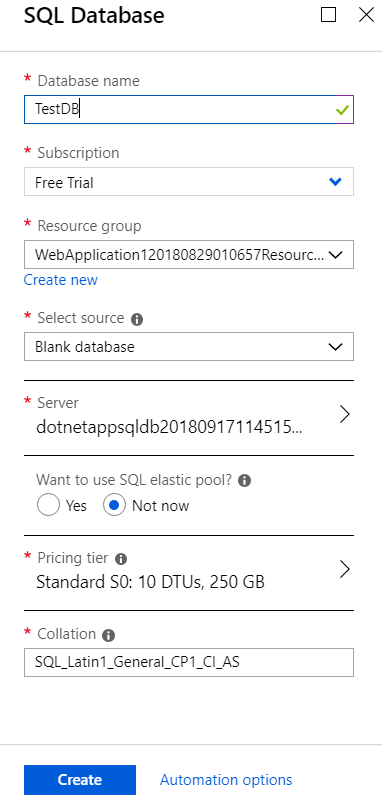 SQL Database
* Database name
TestDB
* Subscription
Free Trial
* Resource group
WebApplication120180829010657Resourc...
Create new
* Select source
Blank database
* Server
dotnetappsqldb20180917114515...
Want to use SQL elastic pool?
Yes Not now
* Pricing tier
Standard S0: 10 DTUs, 250 GB
* Collation
SQL_Latin1_General_CP1_CI_AS
Create Automation options